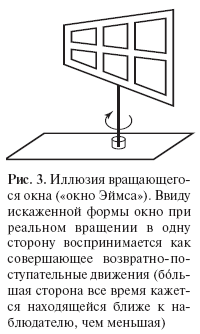 Рис. 3. Иллюзия вращающего-
ся окна («окно Эймса»). Ввиду
искаженной формы окно при
реальном вращении в одну
сторону воспринимается как
совершающее возвратно-по-
ступательные движения (бóль-
шая сторона все время кажет-
ся находящейся ближе к на-
блюдателю, чем меньшая)